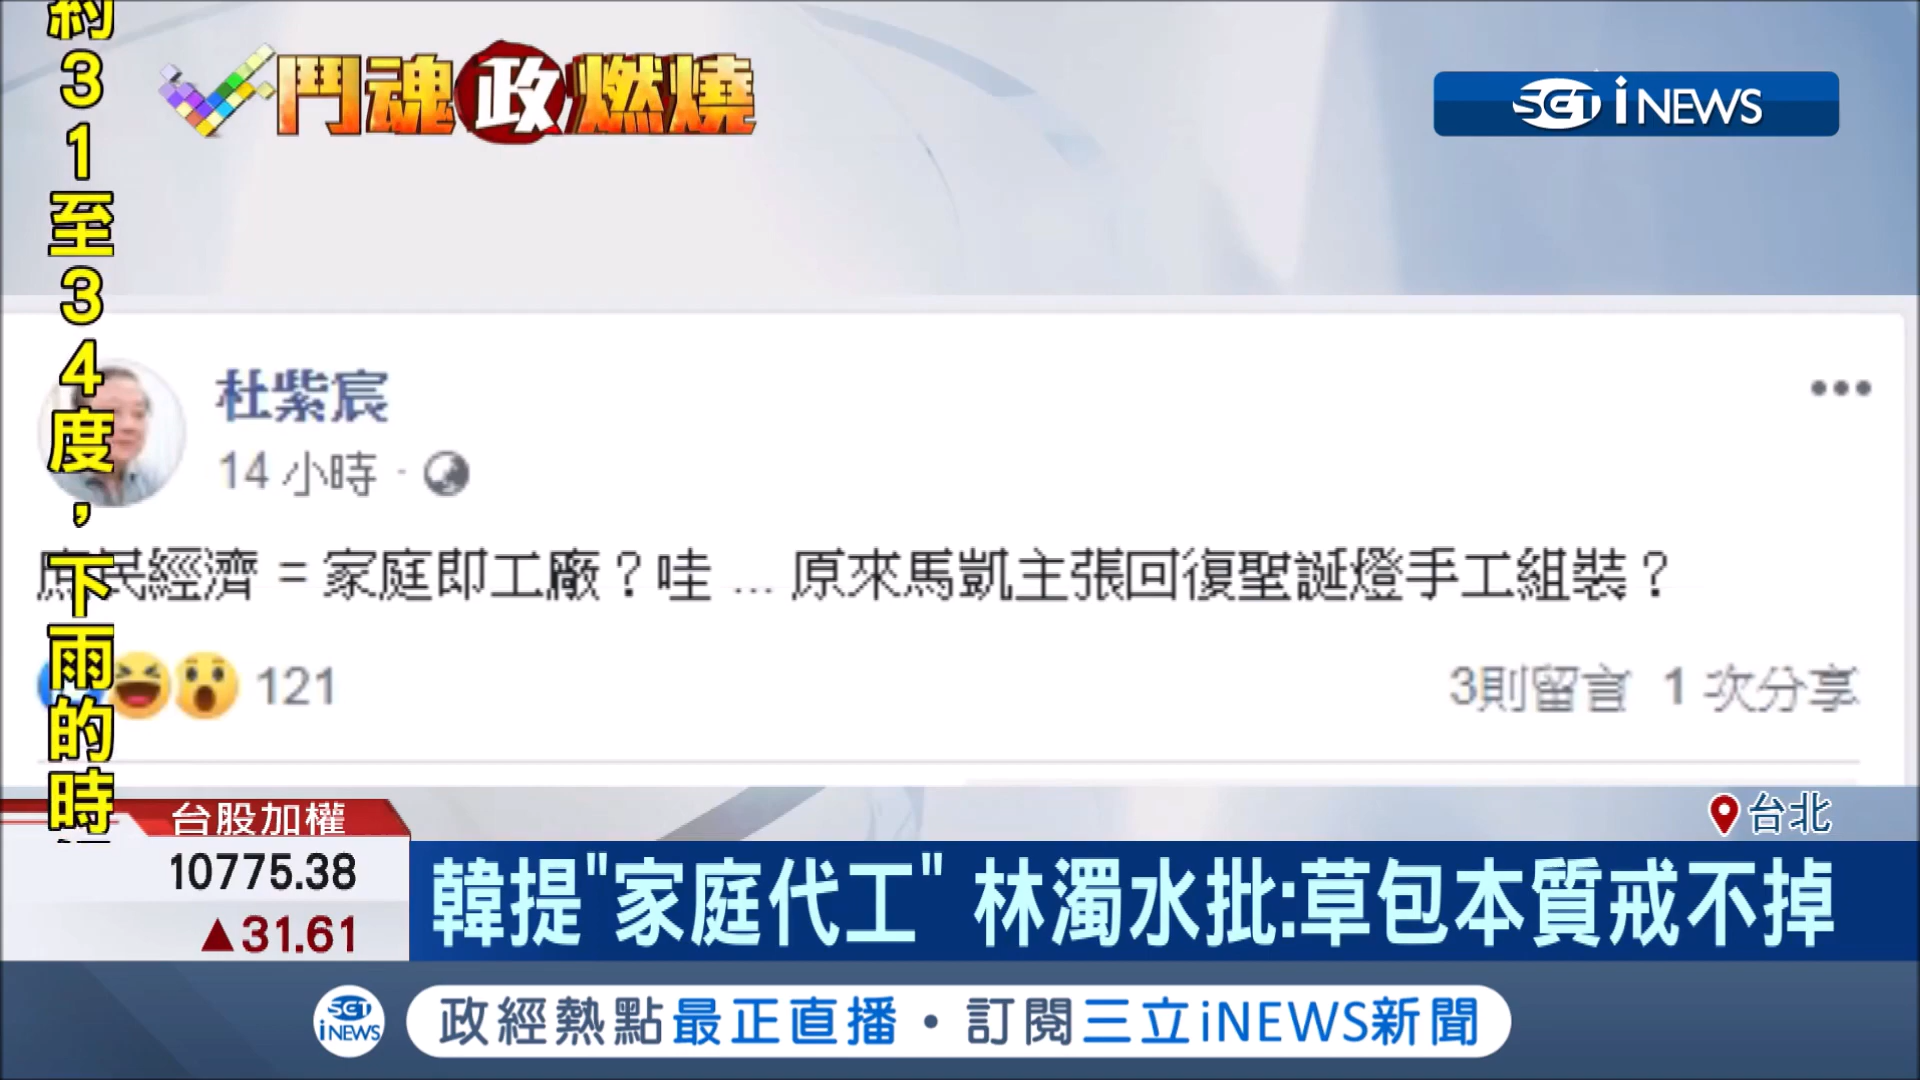 約31至34度，下雨的時
鬥魂政燃燒
SET iNEWS
杜紫宸
14 小時
庶民經濟 = 家庭即工廠？哇 ... 原來馬凱主張回復聖誕燈手工組裝？
121
3則留言 1 次分享
台北
台股加權
10775.38
▲31.61
韓提"家庭代工" 林濁水批:草包本質戒不掉
SET iNEWS
政經熱點最正直播·訂閱三立iNEWS新聞